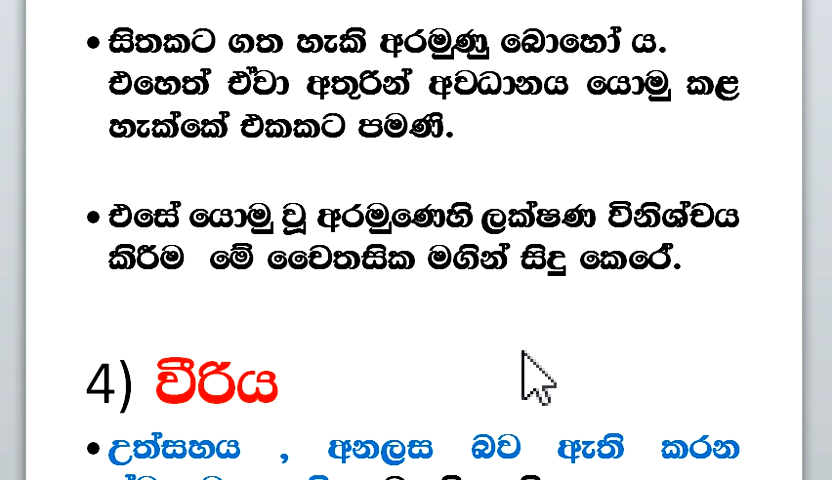 • සිතකට ගත හැකි අරමුණු බොහෝ ය.
එහෙත් ඒවා අතුරින් අවධානය යොමු කළ
හැක්කේ එකකට පමණි.
• එසේ යොමු වූ අරමුණෙහි ලක්ෂණ විනිශ්චය
කිරීම මේ චෛතසික මගින් සිදු කෙරේ.
4) වීරිය
• උත්සහය , අනලස බව ඇති කරන